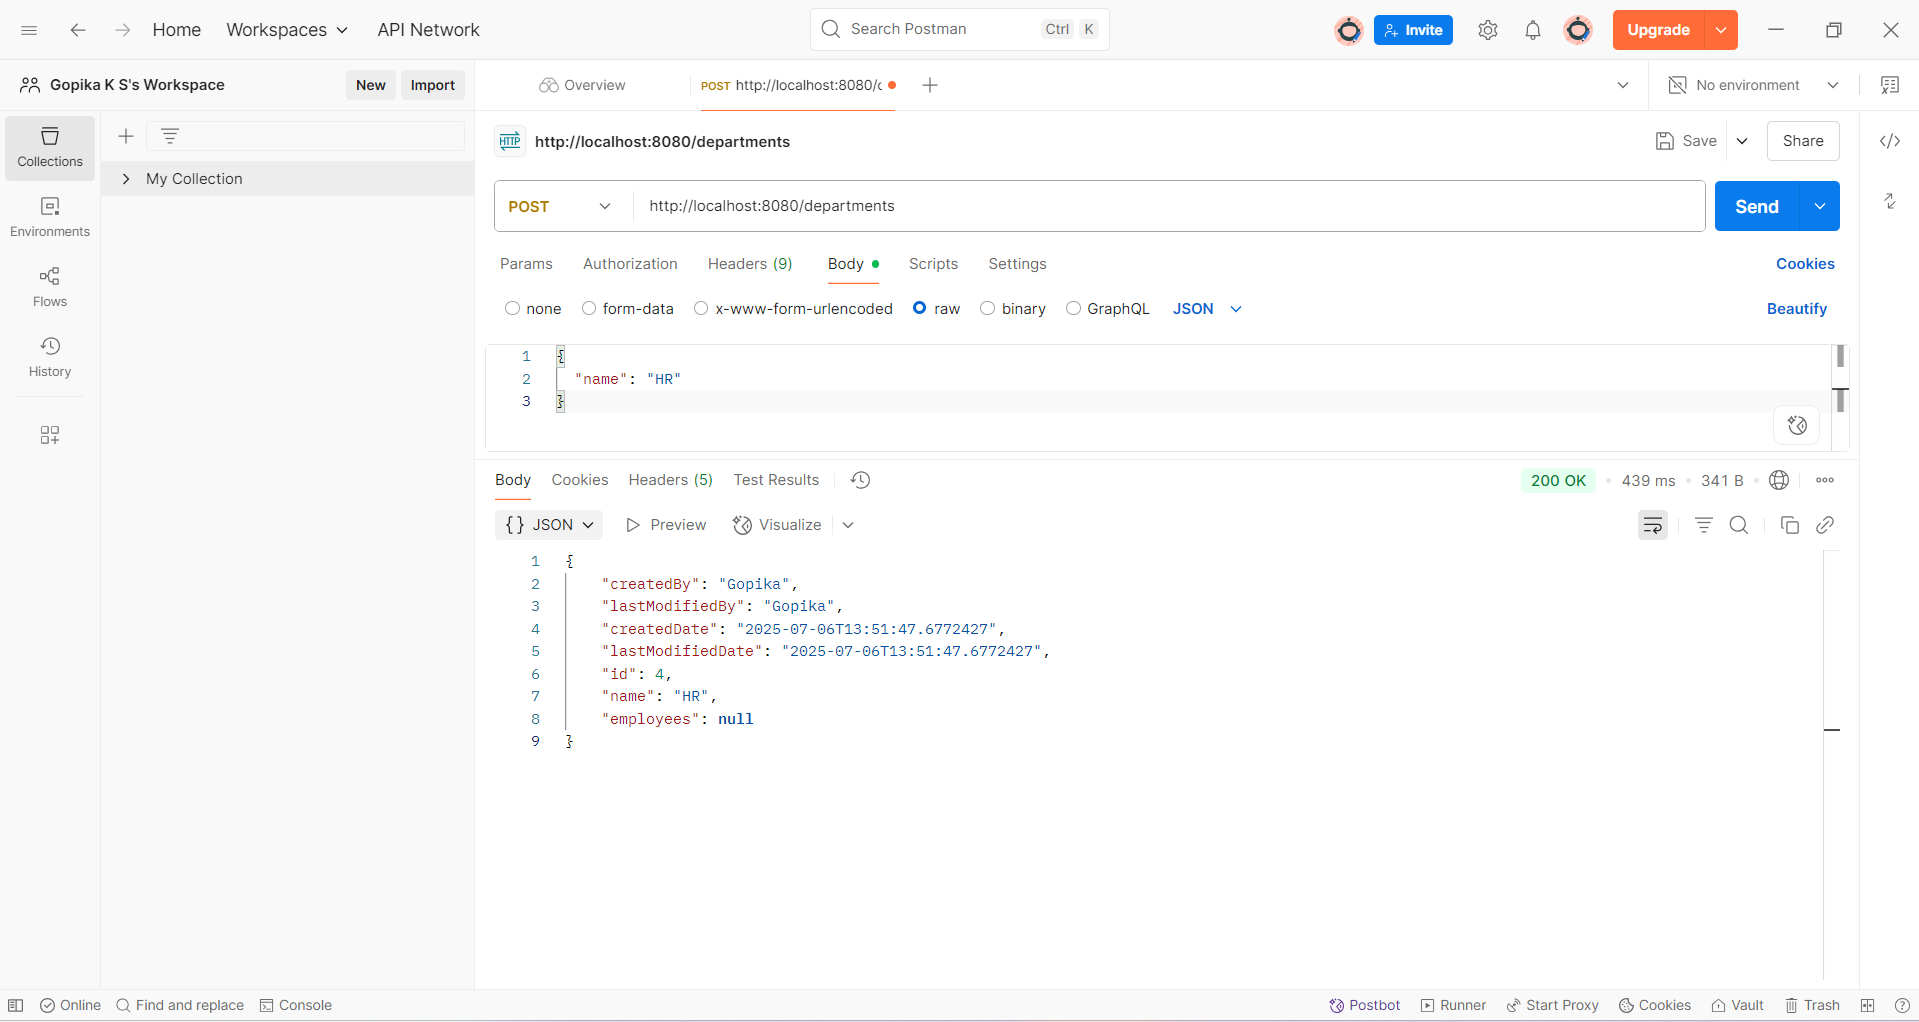 Home Workspaces API Network Search Postman Ctrl K Invite Upgrade
Gopika K S's Workspace New Import Overview POST http://localhost:8080/ No environment
Collections
Environments
Flows
History
My Collection
HTTP http://localhost:8080/departments Save Share
POST http://localhost:8080/departments Send
Params Authorization Headers (9) Body Scripts Settings Cookies
none form-data x-www-form-urlencoded raw binary GraphQL JSON Beautify
1 {
2 "name": "HR"
3 }
Body Cookies Headers (5) Test Results 200 OK 439 ms 341 B
{} JSON Preview Visualize
1 {
2 "createdBy": "Gopika",
3 "lastModifiedBy": "Gopika",
4 "createdDate": "2025-07-06T13:51:47.6772427",
5 "lastModifiedDate": "2025-07-06T13:51:47.6772427",
6 "id": 4,
7 "name": "HR",
8 "employees": null
9 }
Online Find and replace Console Postbot Runner Start Proxy Cookies Vault Trash